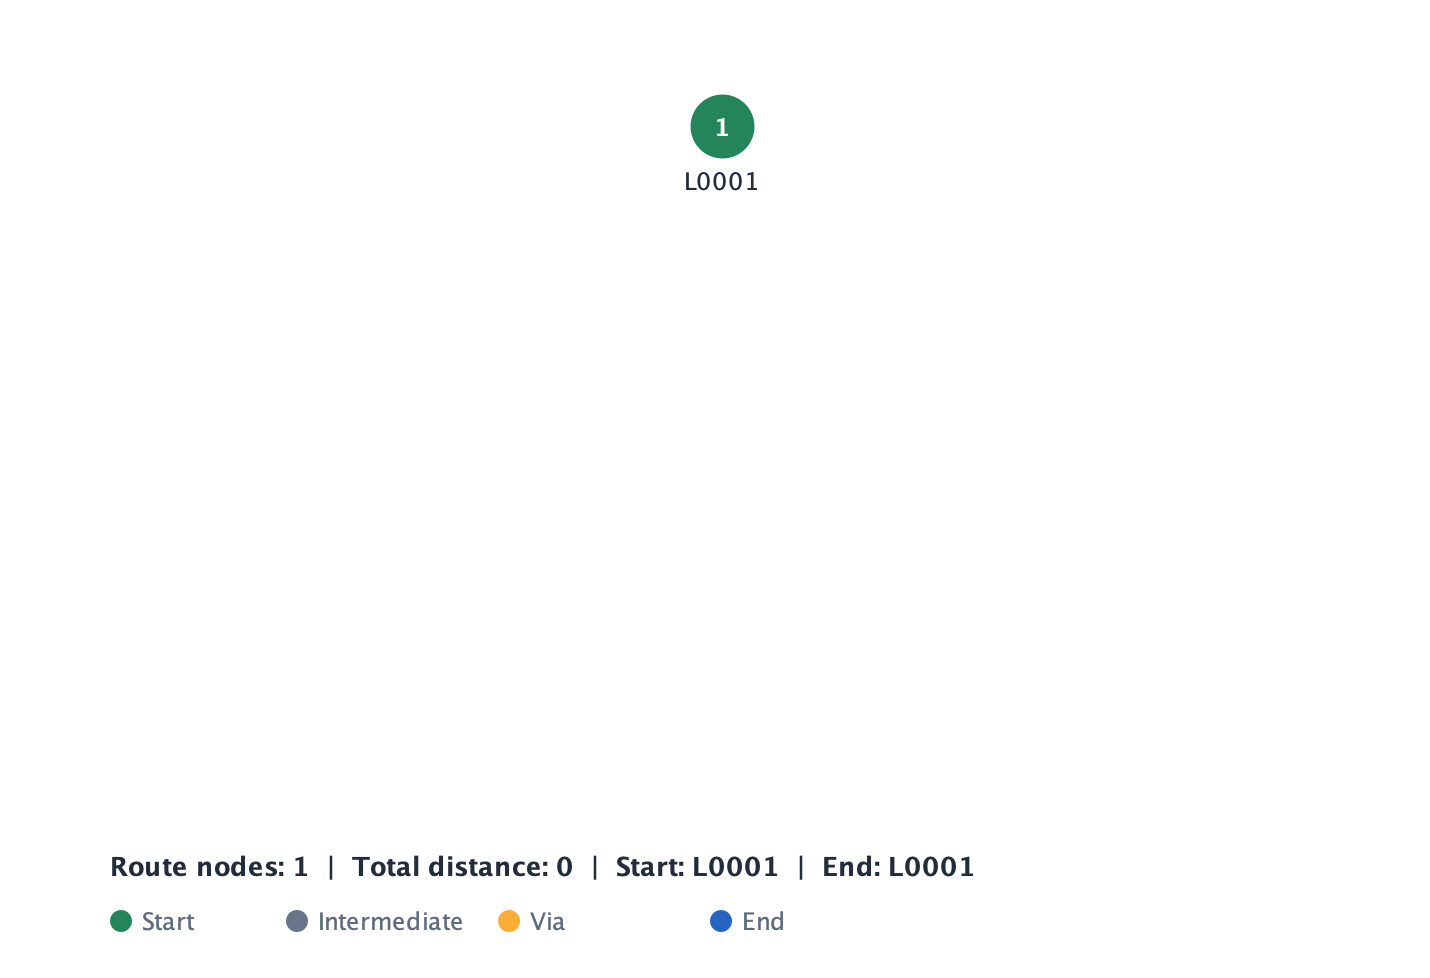 1
L0001
Route nodes: 1 | Total distance: 0 | Start: L0001 | End: L0001
Start Intermediate Via End